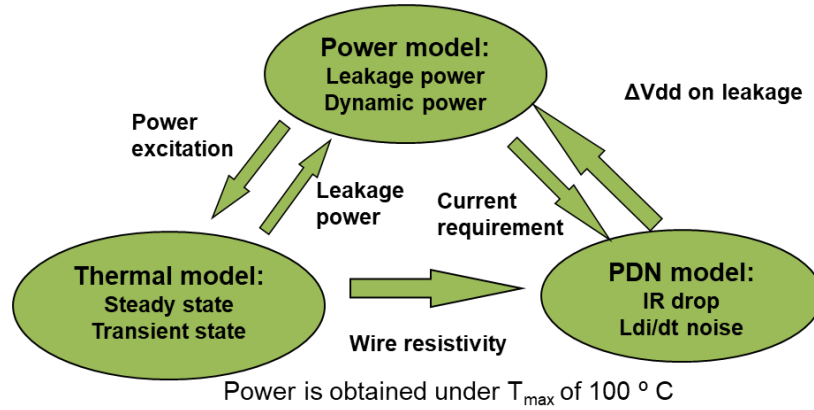 Power model:
Leakage power
Dynamic power
ΔVdd on leakage
Power
excitation
Leakage
power
Current
requirement
Thermal model:
Steady state
Transient state
PDN model:
IR drop
Ldi/dt noise
Wire resistivity
Power is obtained under Tmax of 100 º C